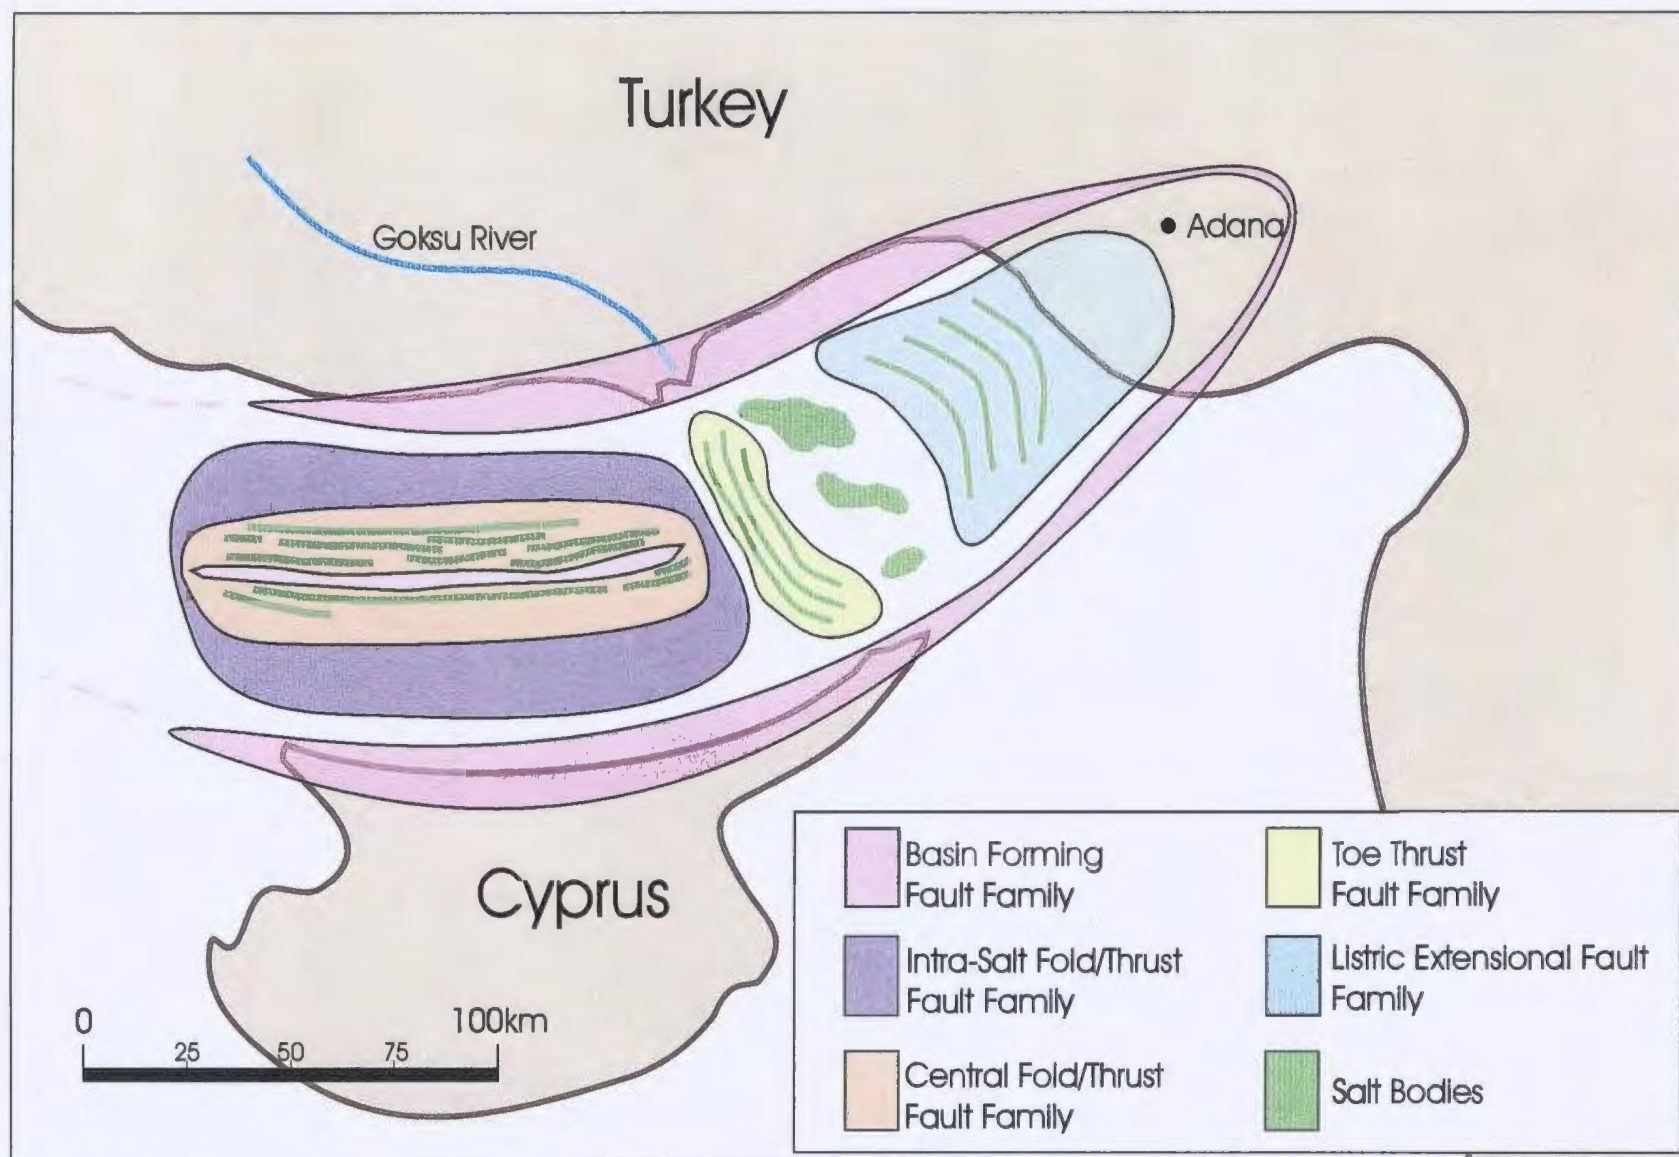 Turkey
Goksu River
Adana
Cyprus
0
100km
25
50
75
Basin Forming
Fault Family
Intra-Salt Fold/Thrust
Fault Family
Central Fold/Thrust
Fault Family
Toe Thrust
Fault Family
Listric Extensional Fault
Family
Salt Bodies